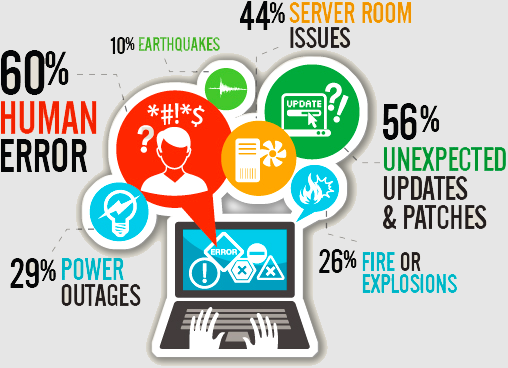 44% SERVER ROOM
ISSUES
10% EARTHQUAKES
60%
HUMAN
ERROR
*#!*$
?
UPDATE
?!
56%
UNEXPECTED
UPDATES
& PATCHES
29% POWER
OUTAGES
ERROR
!
26% FIRE OR
EXPLOSIONS